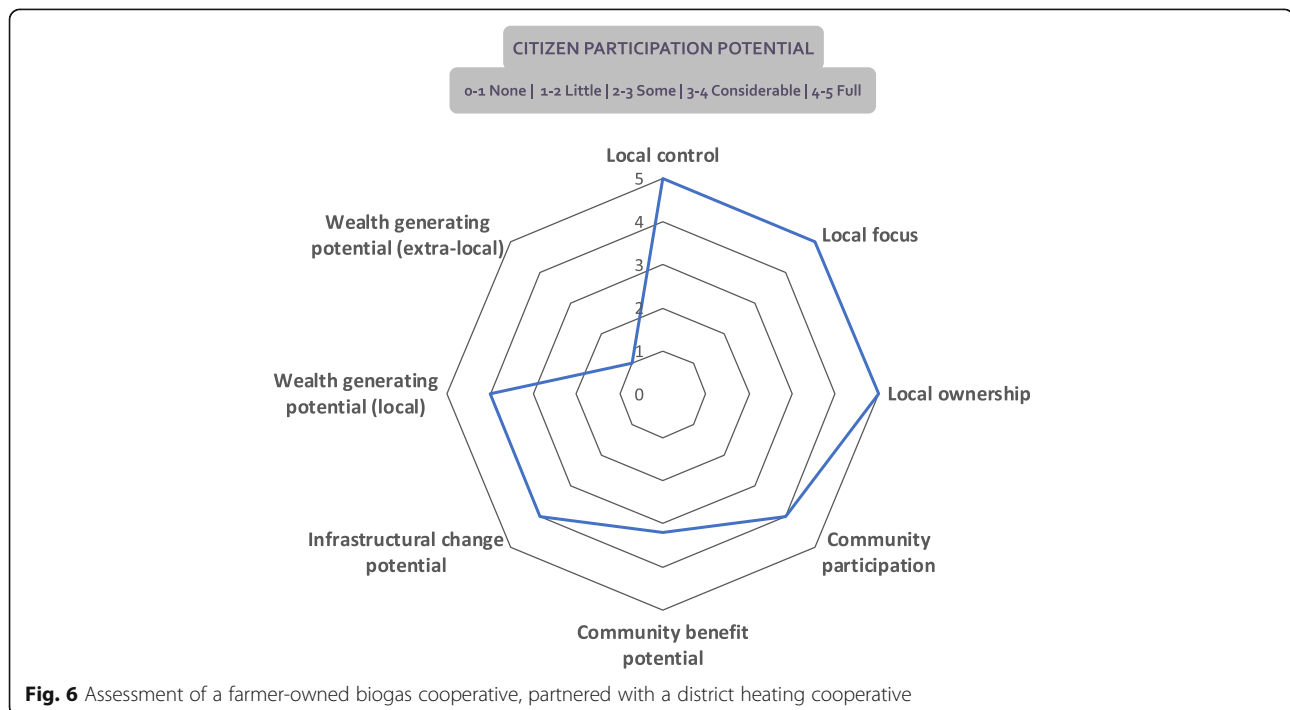 CITIZEN PARTICIPATION POTENTIAL
0-1 None | 1-2 Little | 2-3 Some | 3-4 Considerable | 4-5 Full
Local control
5
4
3
2
1
0
Local focus
Local ownership
Community
participation
Community benefit
potential
Infrastructural change
potential
Wealth generating
potential (local)
Wealth generating
potential (extra-local)
Fig. 6 Assessment of a farmer-owned biogas cooperative, partnered with a district heating cooperative